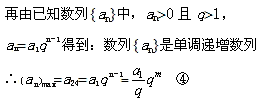 再由已知数列{aₙ}中，aₙ>0 且 q>1，
aₙ=a₁qⁿ⁻¹得到：数列{aₙ}是单调递增数列
∴(aₙ)max=a₂₄=a₁qⁿ⁻¹=a₁/q qᵐ ④